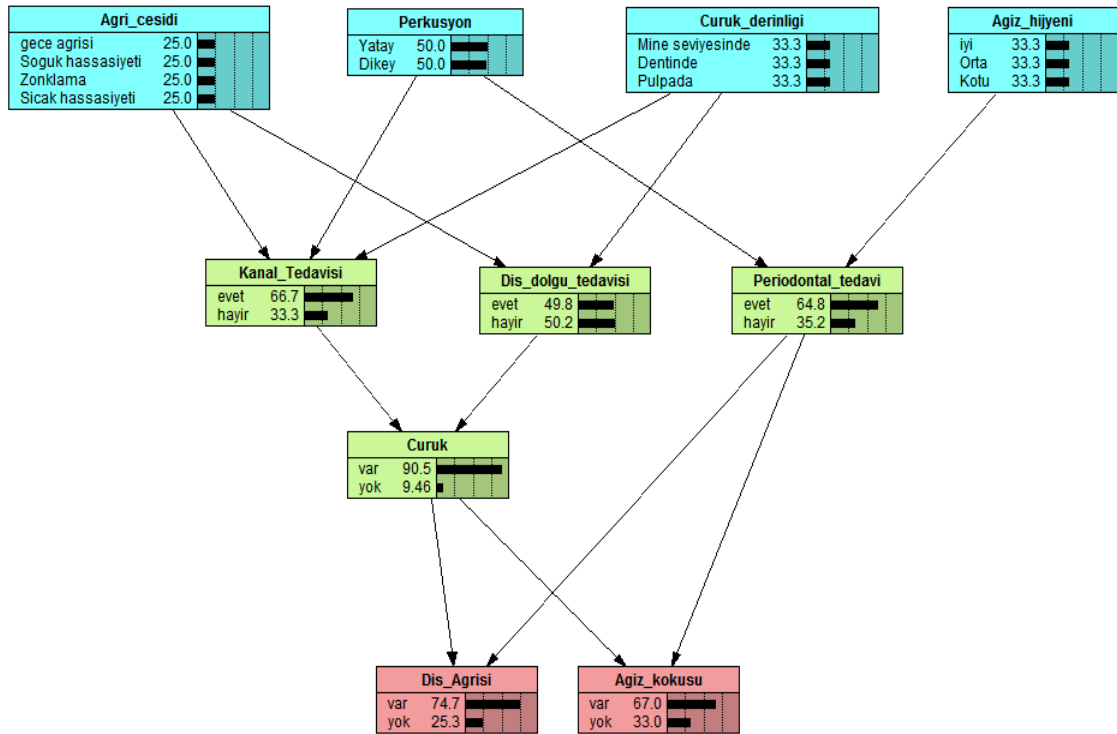 Agri_cesidi
gece agrisi 25.0
Soguk hassasiyeti 25.0
Zonklama 25.0
Sicak hassasiyeti 25.0
Perkusyon
Yatay 50.0
Dikey 50.0
Curuk_derinligi
Mine seviyesinde 33.3
Dentinde 33.3
Pulpada 33.3
Agiz_hijyeni
iyi 33.3
Orta 33.3
Kotu 33.3
Kanal_Tedavisi
evet 66.7
hayir 33.3
Dis_dolgu_tedavisi
evet 49.8
hayir 50.2
Periodontal_tedavi
evet 64.8
hayir 35.2
Curuk
var 90.5
yok 9.46
Dis_Agrisi
var 74.7
yok 25.3
Agiz_kokusu
var 67.0
yok 33.0